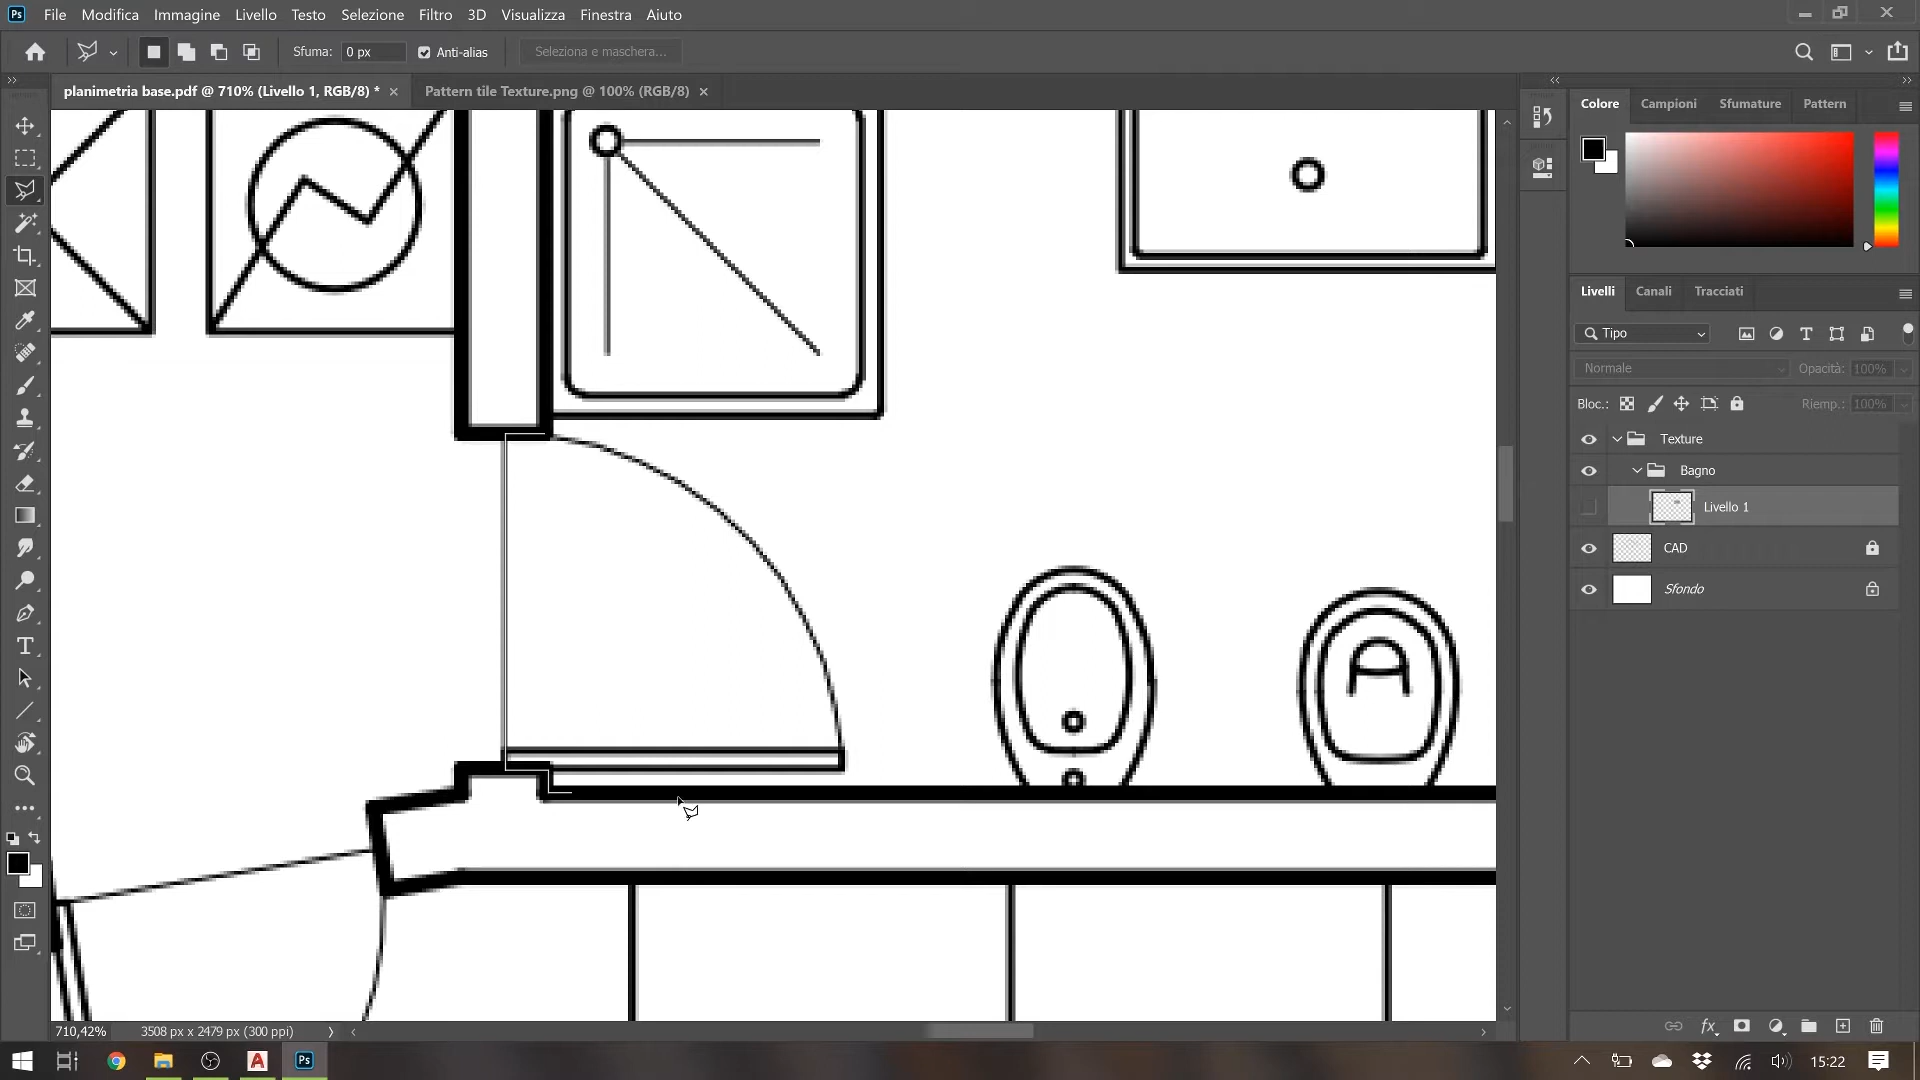 Ps File Modifica Immagine Livello Testo Selezione Filtro 3D Visualizza Finestra Aiuto
Sfuma: 0 px Anti-alias Seleziona e maschera...
planimetria base.pdf @ 710% (Livello 1, RGB/8) * Pattern tile Texture.png @ 100% (RGB/8)
Colore Campioni Sfumature Pattern
Livelli Canali Tracciati
Tipo
Normale Opacità: 100%
Bloc.: Riemp.: 100%
Texture
Bagno
Livello 1
CAD
Sfondo
710,42% 3508 px x 2479 px (300 ppi)
fx
15:22